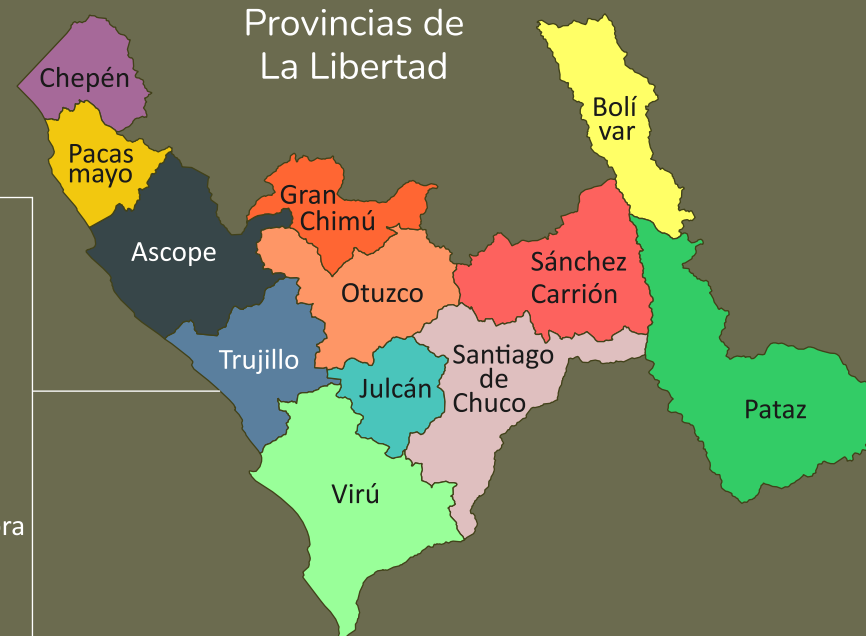 Provincias de
La Libertad
Chepén
Pacas
mayo
Ascope
Gran
Chimú
Otuzco
Trujillo
Julcán
Virú
Santiago
de
Chuco
Sánchez
Carrión
Bolí
var
Pataz
ra